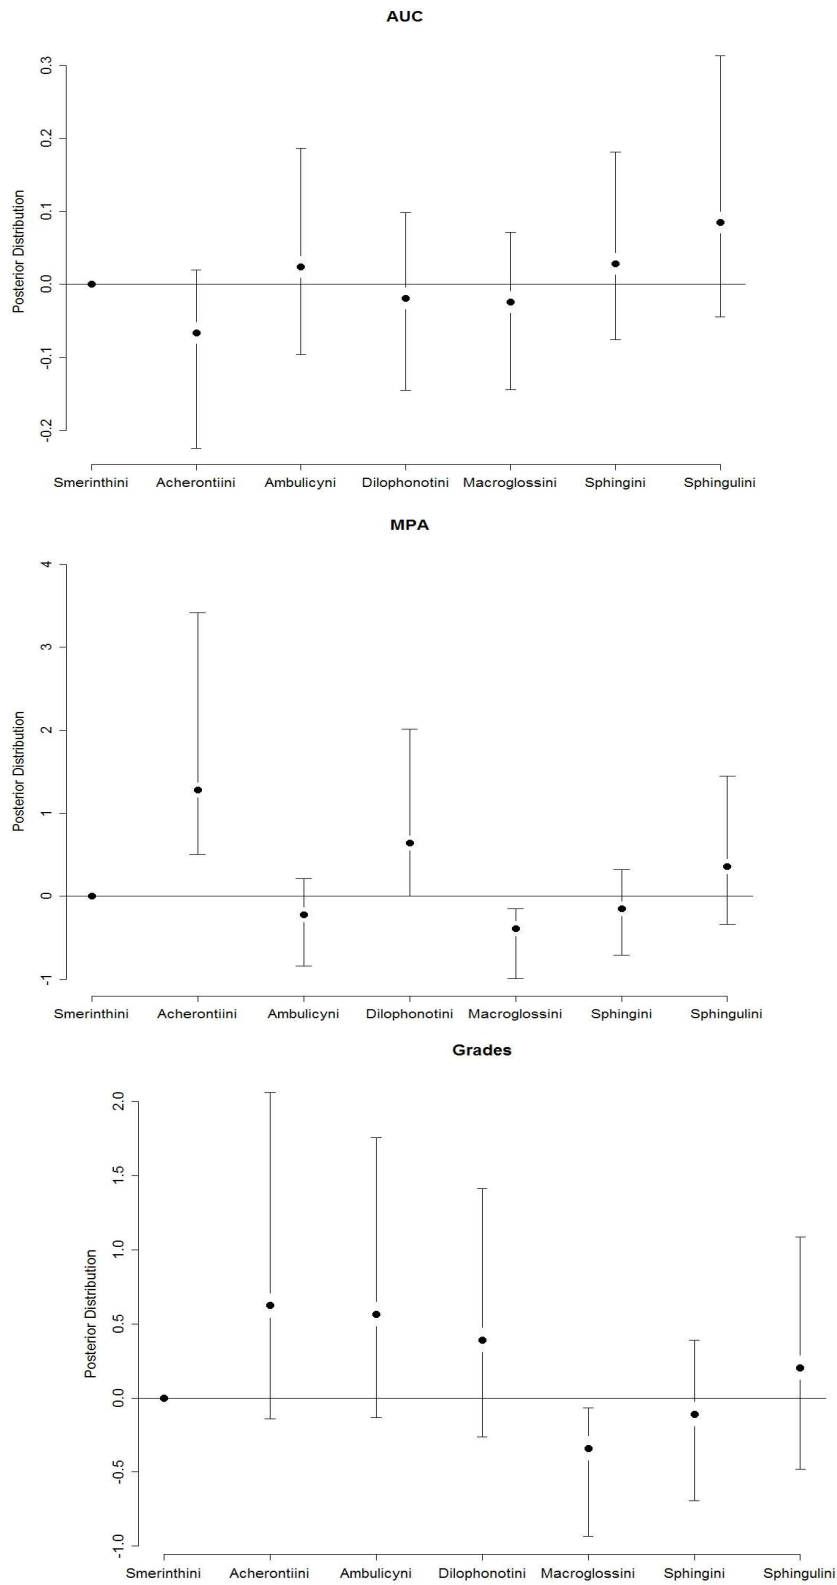 AUC
0.3
0.2
0.1
0.0
-0.1
-0.2
Posterior Distribution
Smerinthini Acherontiini Ambulicyni Dilophonotini Macroglossini Sphingini Sphingulini
MPA
4
3
2
1
0
-1
Posterior Distribution
Smerinthini Acherontiini Ambulicyni Dilophonotini Macroglossini Sphingini Sphingulini
Grades
2.0
1.5
1.0
0.5
0.0
-0.5
-1.0
Posterior Distribution
Smerinthini Acherontiini Ambulicyni Dilophonotini Macroglossini Sphingini Sphingulini